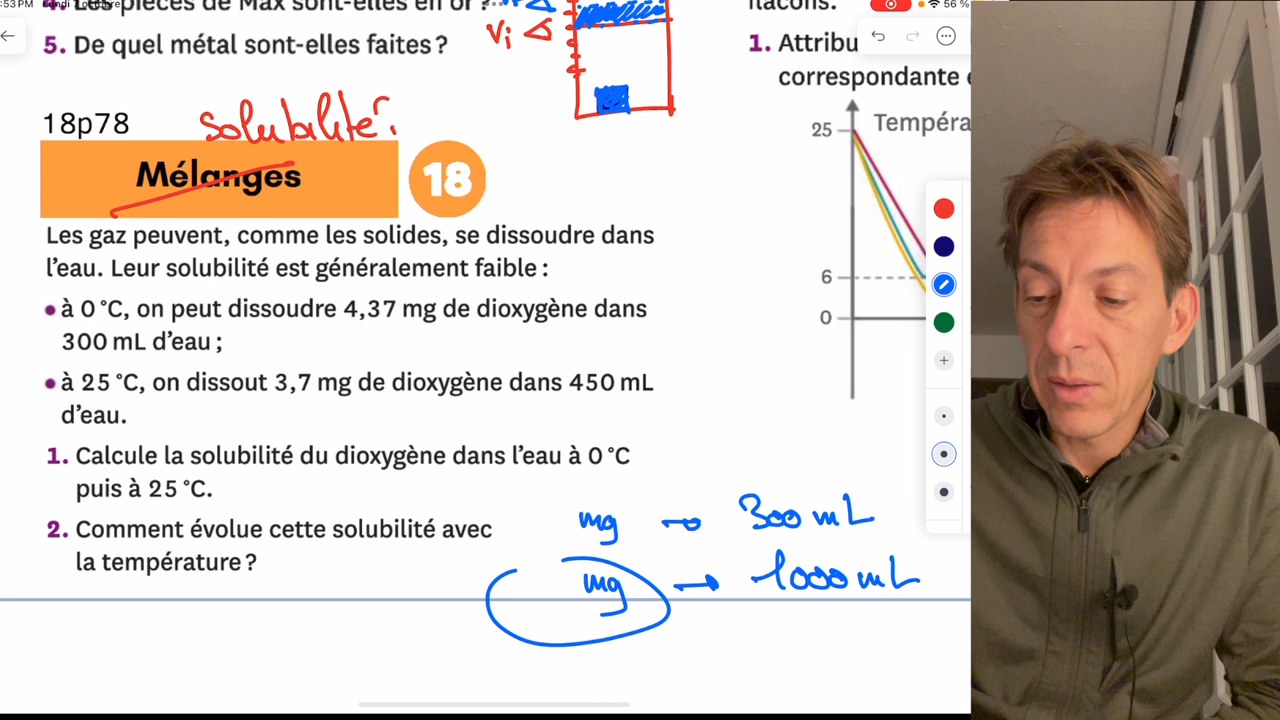 :53 PM
56 %
5. De quel métal sont-elles faites ?
Vi
18p78
solubilité
Mélanges
18
Les gaz peuvent, comme les solides, se dissoudre dans
l'eau. Leur solubilité est généralement faible :
• à 0 °C, on peut dissoudre 4,37 mg de dioxygène dans
300 mL d'eau ;
• à 25 °C, on dissout 3,7 mg de dioxygène dans 450 mL
d'eau.
1. Calcule la solubilité du dioxygène dans l'eau à 0 °C
puis à 25 °C.
2. Comment évolue cette solubilité avec
la température ?
mg → 300 mL
mg → 1000 mL
1. Attribu
correspondante
25
Tempéra
6
0